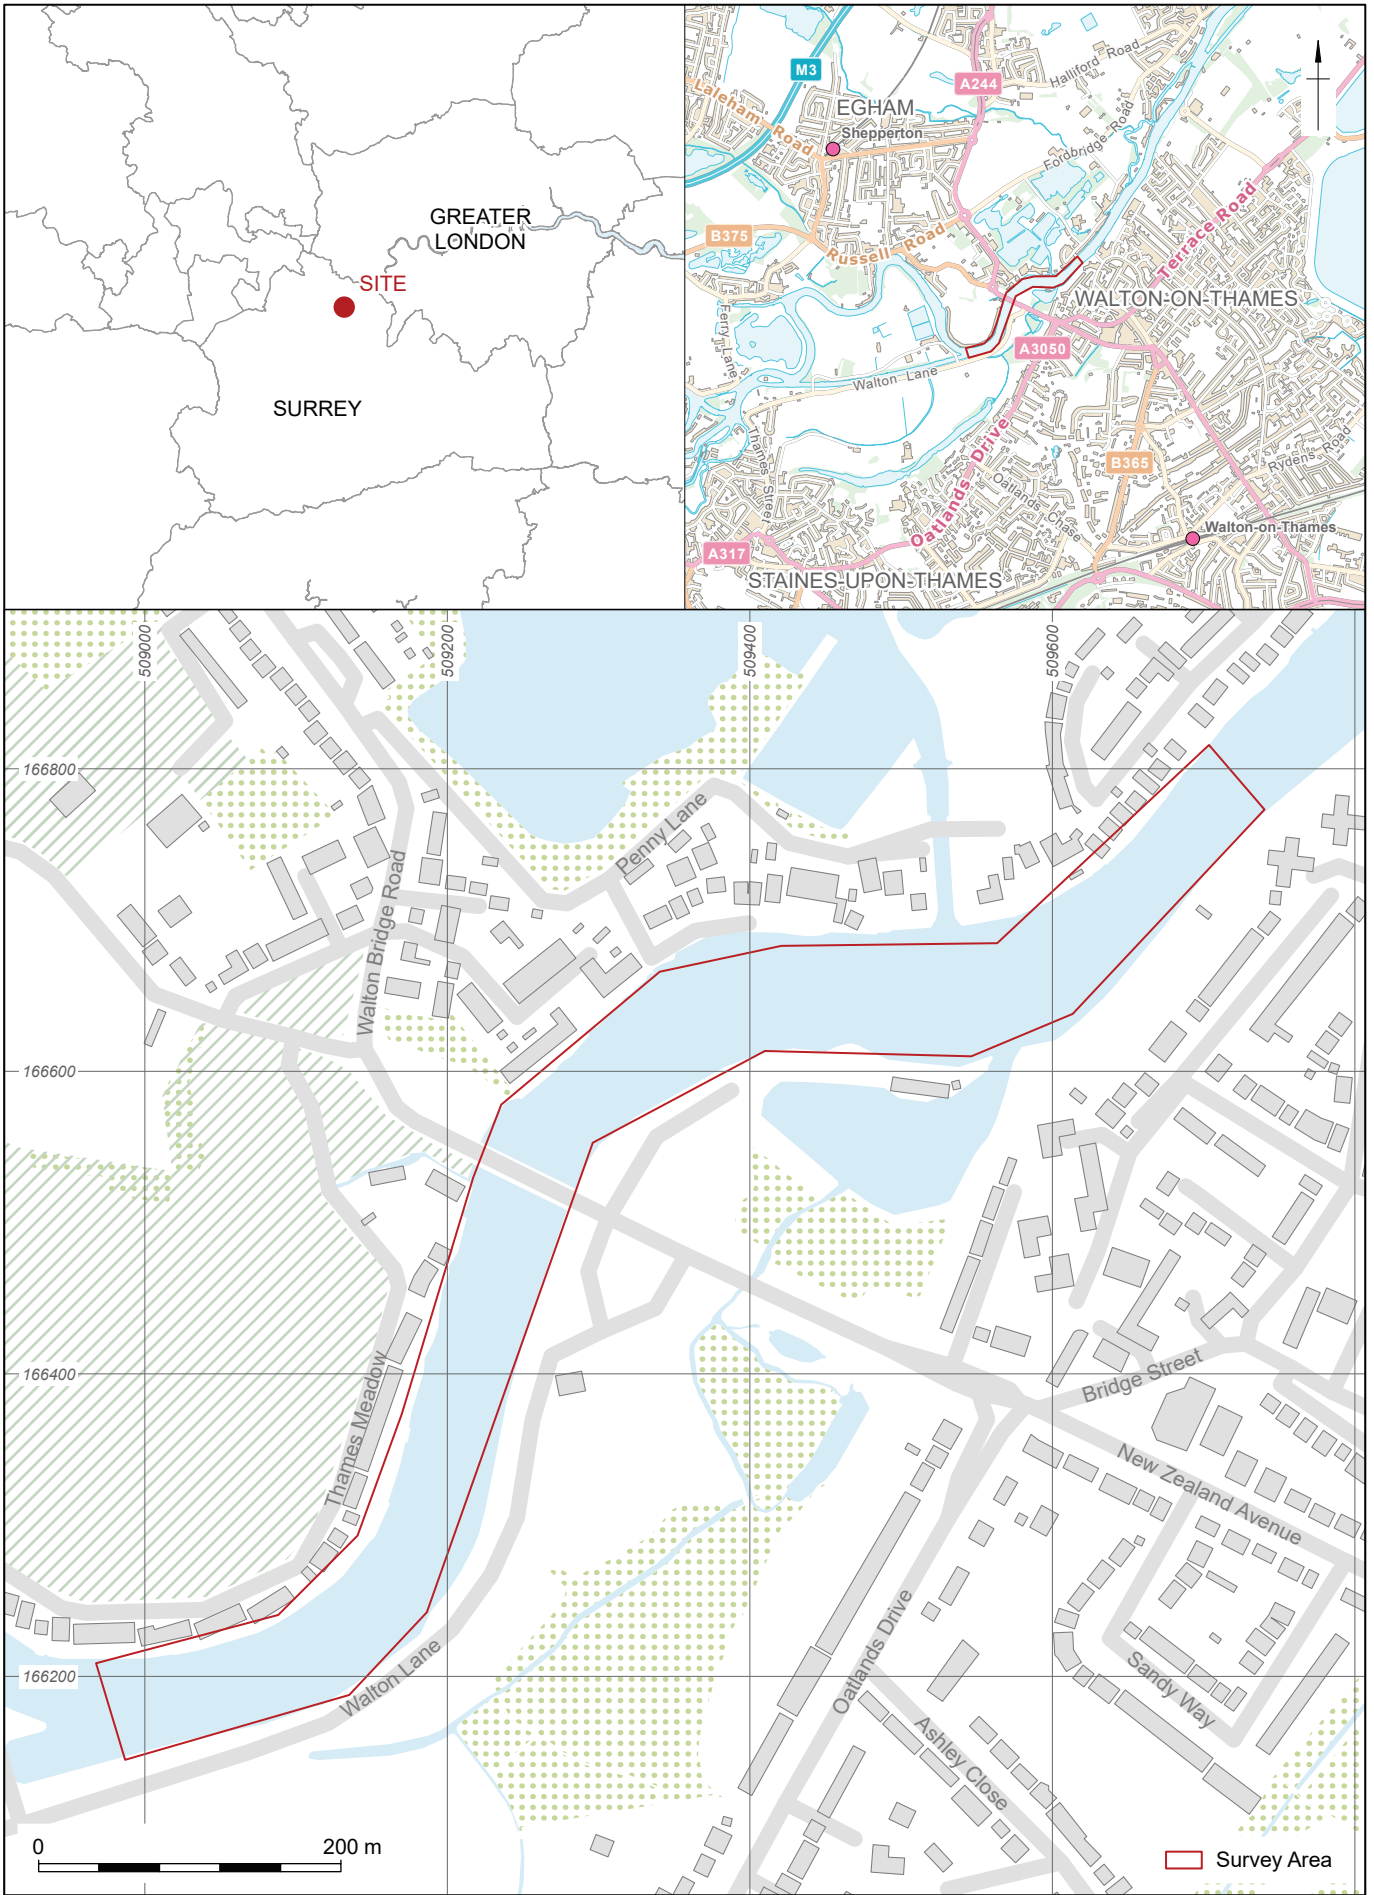 GREATER
LONDON
SITE
SURREY
M3
A244
Halliford Road
Laleham Road
EGHAM
Shepperton
Fordbridge Road
B375
Russell Road
Terrace Road
WALTON-ON-THAMES
Ferry Lane
A3050
Walton Lane
Thames Street
Oatlands Drive
B365
Rydens Road
Oatlands Chase
Walton-on-Thames
A317
STAINES-UPON-THAMES
509000
509200
509400
509600
166800
Penny Lane
Walton Bridge Road
166600
166400
Thames Meadow
Bridge Street
New Zealand Avenue
166200
Walton Lane
Oatlands Drive
Sandy Way
Ashley Close
0 200 m
Survey Area